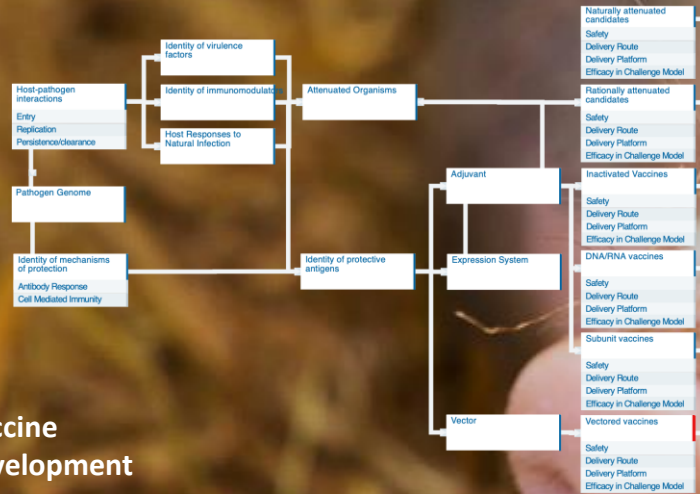 Naturally attenuated
candidates
Safety
Delivery Route
Delivery Platform
Efficacy in Challenge Model
Identity of virulence
factors
Host-pathogen
interactions
Entry
Replication
Persistence/clearance
Identity of immunomodulators
Attenuated Organisms
Rationally attenuated
candidates
Safety
Delivery Route
Delivery Platform
Efficacy in Challenge Model
Host Responses to
Natural Infection
Pathogen Genome
Adjuvant
Inactivated Vaccines
Safety
Delivery Route
Delivery Platform
Efficacy in Challenge Model
Identity of mechanisms
of protection
Antibody Response
Cell Mediated Immunity
Identity of protective
antigens
Expression System
DNA/RNA vaccines
Safety
Delivery Route
Delivery Platform
Efficacy in Challenge Model
Subunit vaccines
Safety
Delivery Route
Delivery Platform
Efficacy in Challenge Model
Vector
Vectored vaccines
Safety
Delivery Route
Delivery Platform
Efficacy in Challenge Model
ccine
velopment